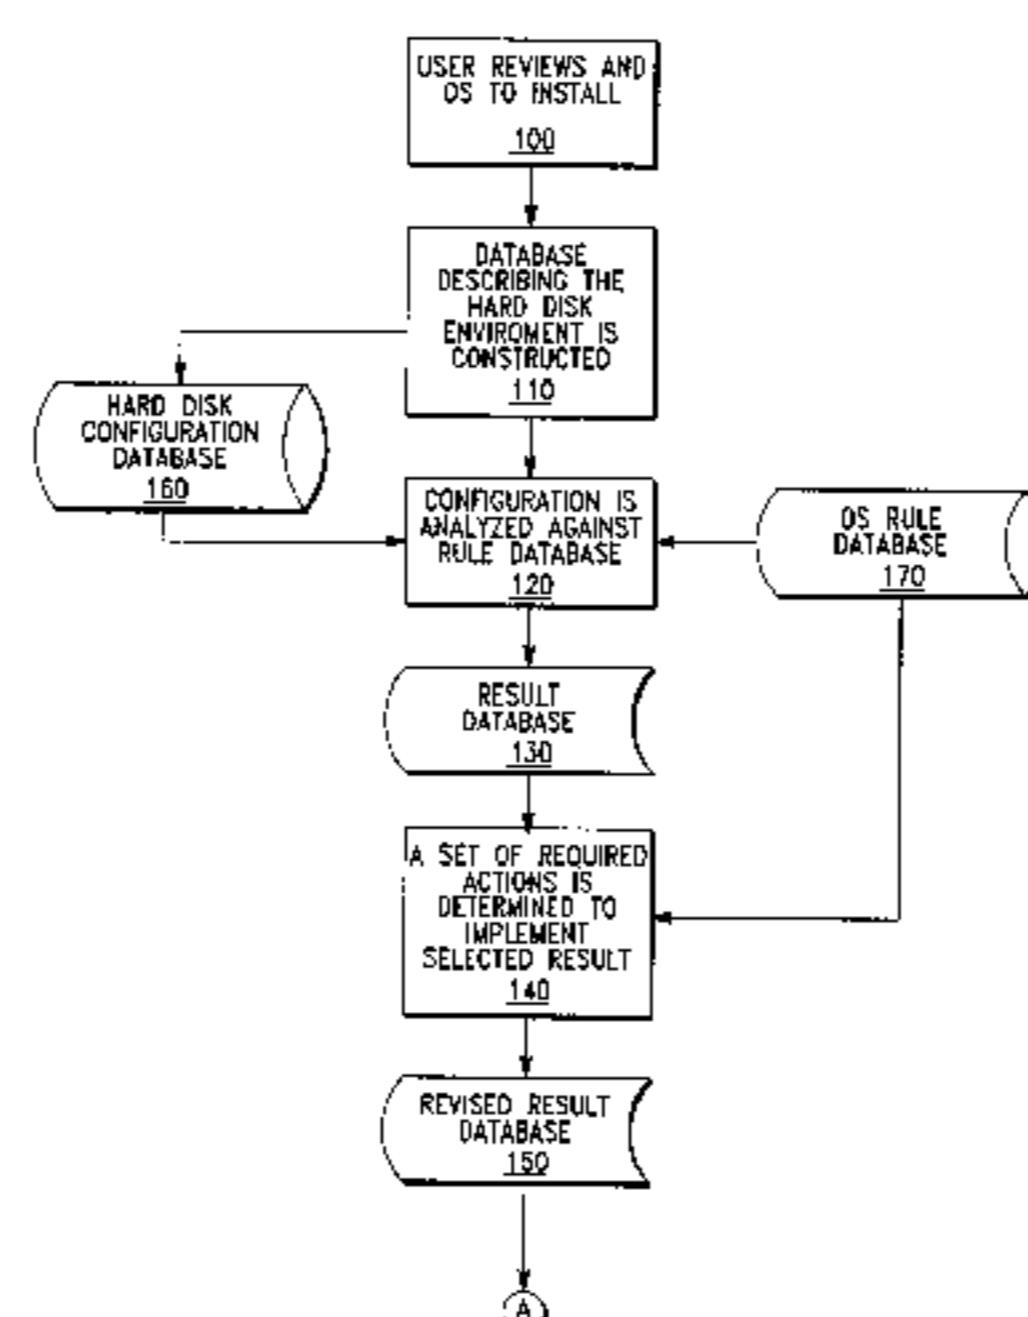 USER REVIEWS AND
OS TO INSTALL
100
DATABASE
DESCRIBING THE
HARD DISK
ENVIROMENT IS
CONSTRUCTED
110
HARD DISK
CONFIGURATION
DATABASE
160
CONFIGURATION IS
ANALYZED AGAINST
RULE DATABASE
120
OS RULE
DATABASE
170
RESULT
DATABASE
130
A SET OF REQUIRED
ACTIONS IS
DETERMINED TO
IMPLEMENT
SELECTED RESULT
140
REVISED RESULT
DATABASE
150
A